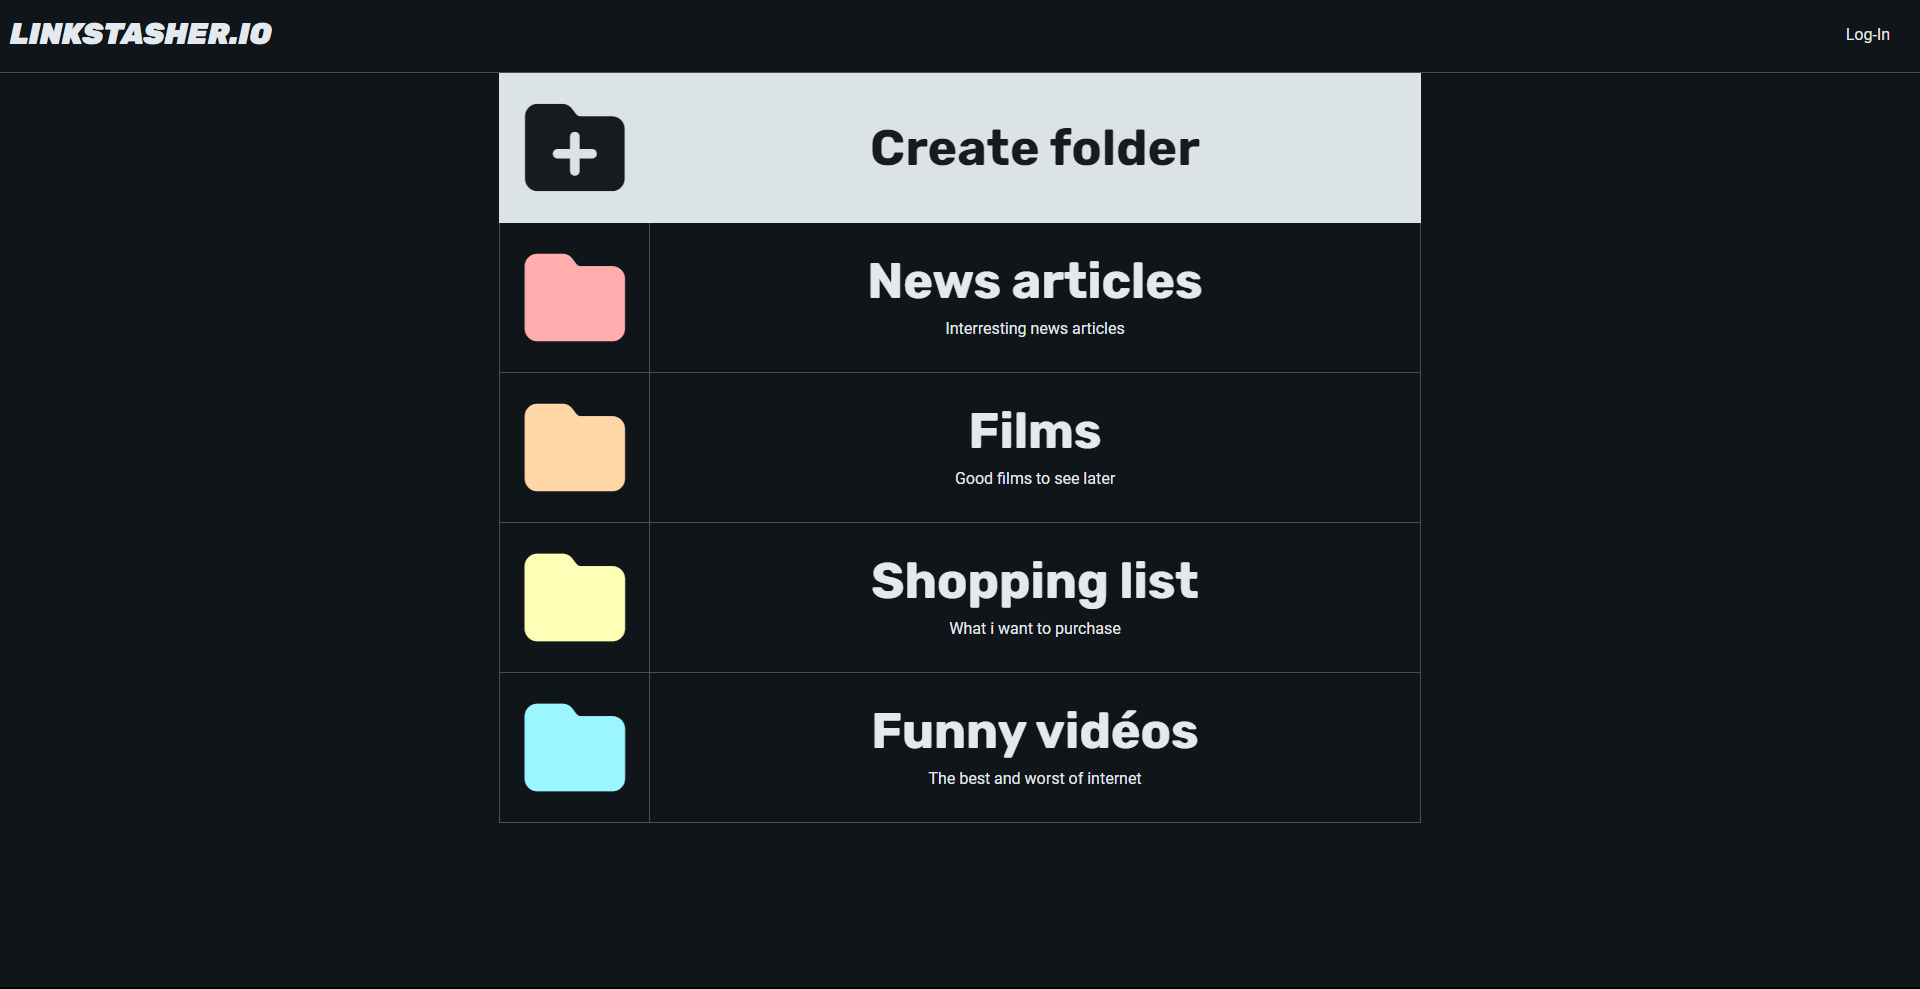 LINKSTASHER.IO
Log-In
Create folder
News articles
Interresting news articles
Films
Good films to see later
Shopping list
What i want to purchase
Funny vidéos
The best and worst of internet